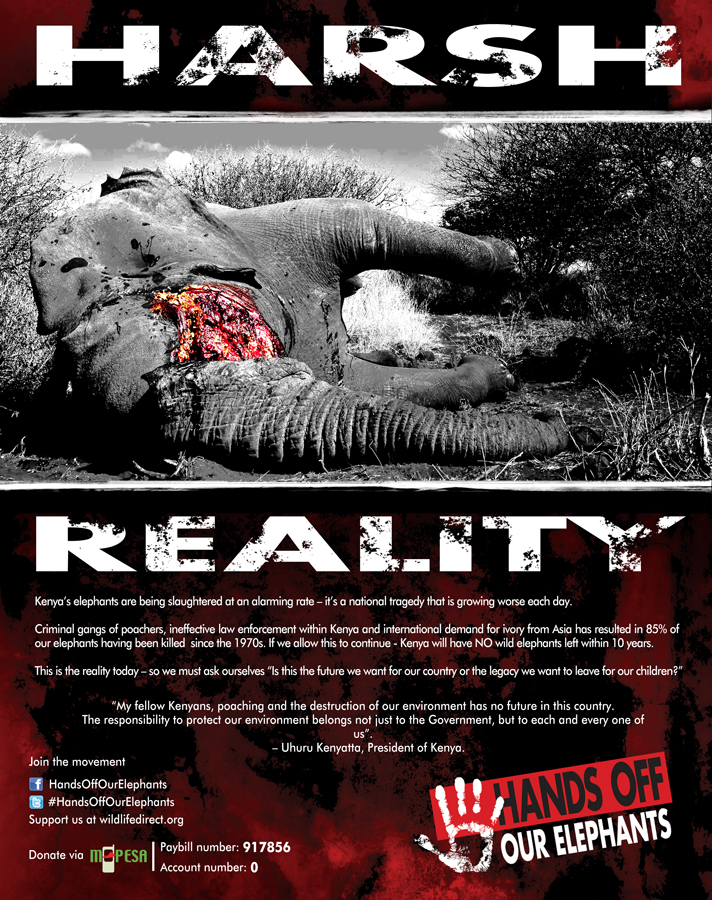 HARSH
REALITY
Kenya's elephants are being slaughtered at an alarming rate – it's a national tragedy that is growing worse each day.
Criminal gangs of poachers, ineffective law enforcement within Kenya and international demand for ivory from Asia has resulted in 85% of
our elephants having been killed since the 1970s. If we allow this to continue - Kenya will have NO wild elephants left within 10 years.
This is the reality today – so we must ask ourselves "Is this the future we want for our country or the legacy we want to leave for our children?"
"My fellow Kenyans, poaching and the destruction of our environment has no future in this country.
The responsibility to protect our environment belongs not just to the Government, but to each and every one of
us".
– Uhuru Kenyatta, President of Kenya.
Join the movement
HandsOffOurElephants
#HandsOffOurElephants
Support us at wildlifedirect.org
Donate via M-PESA
Paybill number: 917856
Account number: 0
HANDS OFF
OUR ELEPHANTS